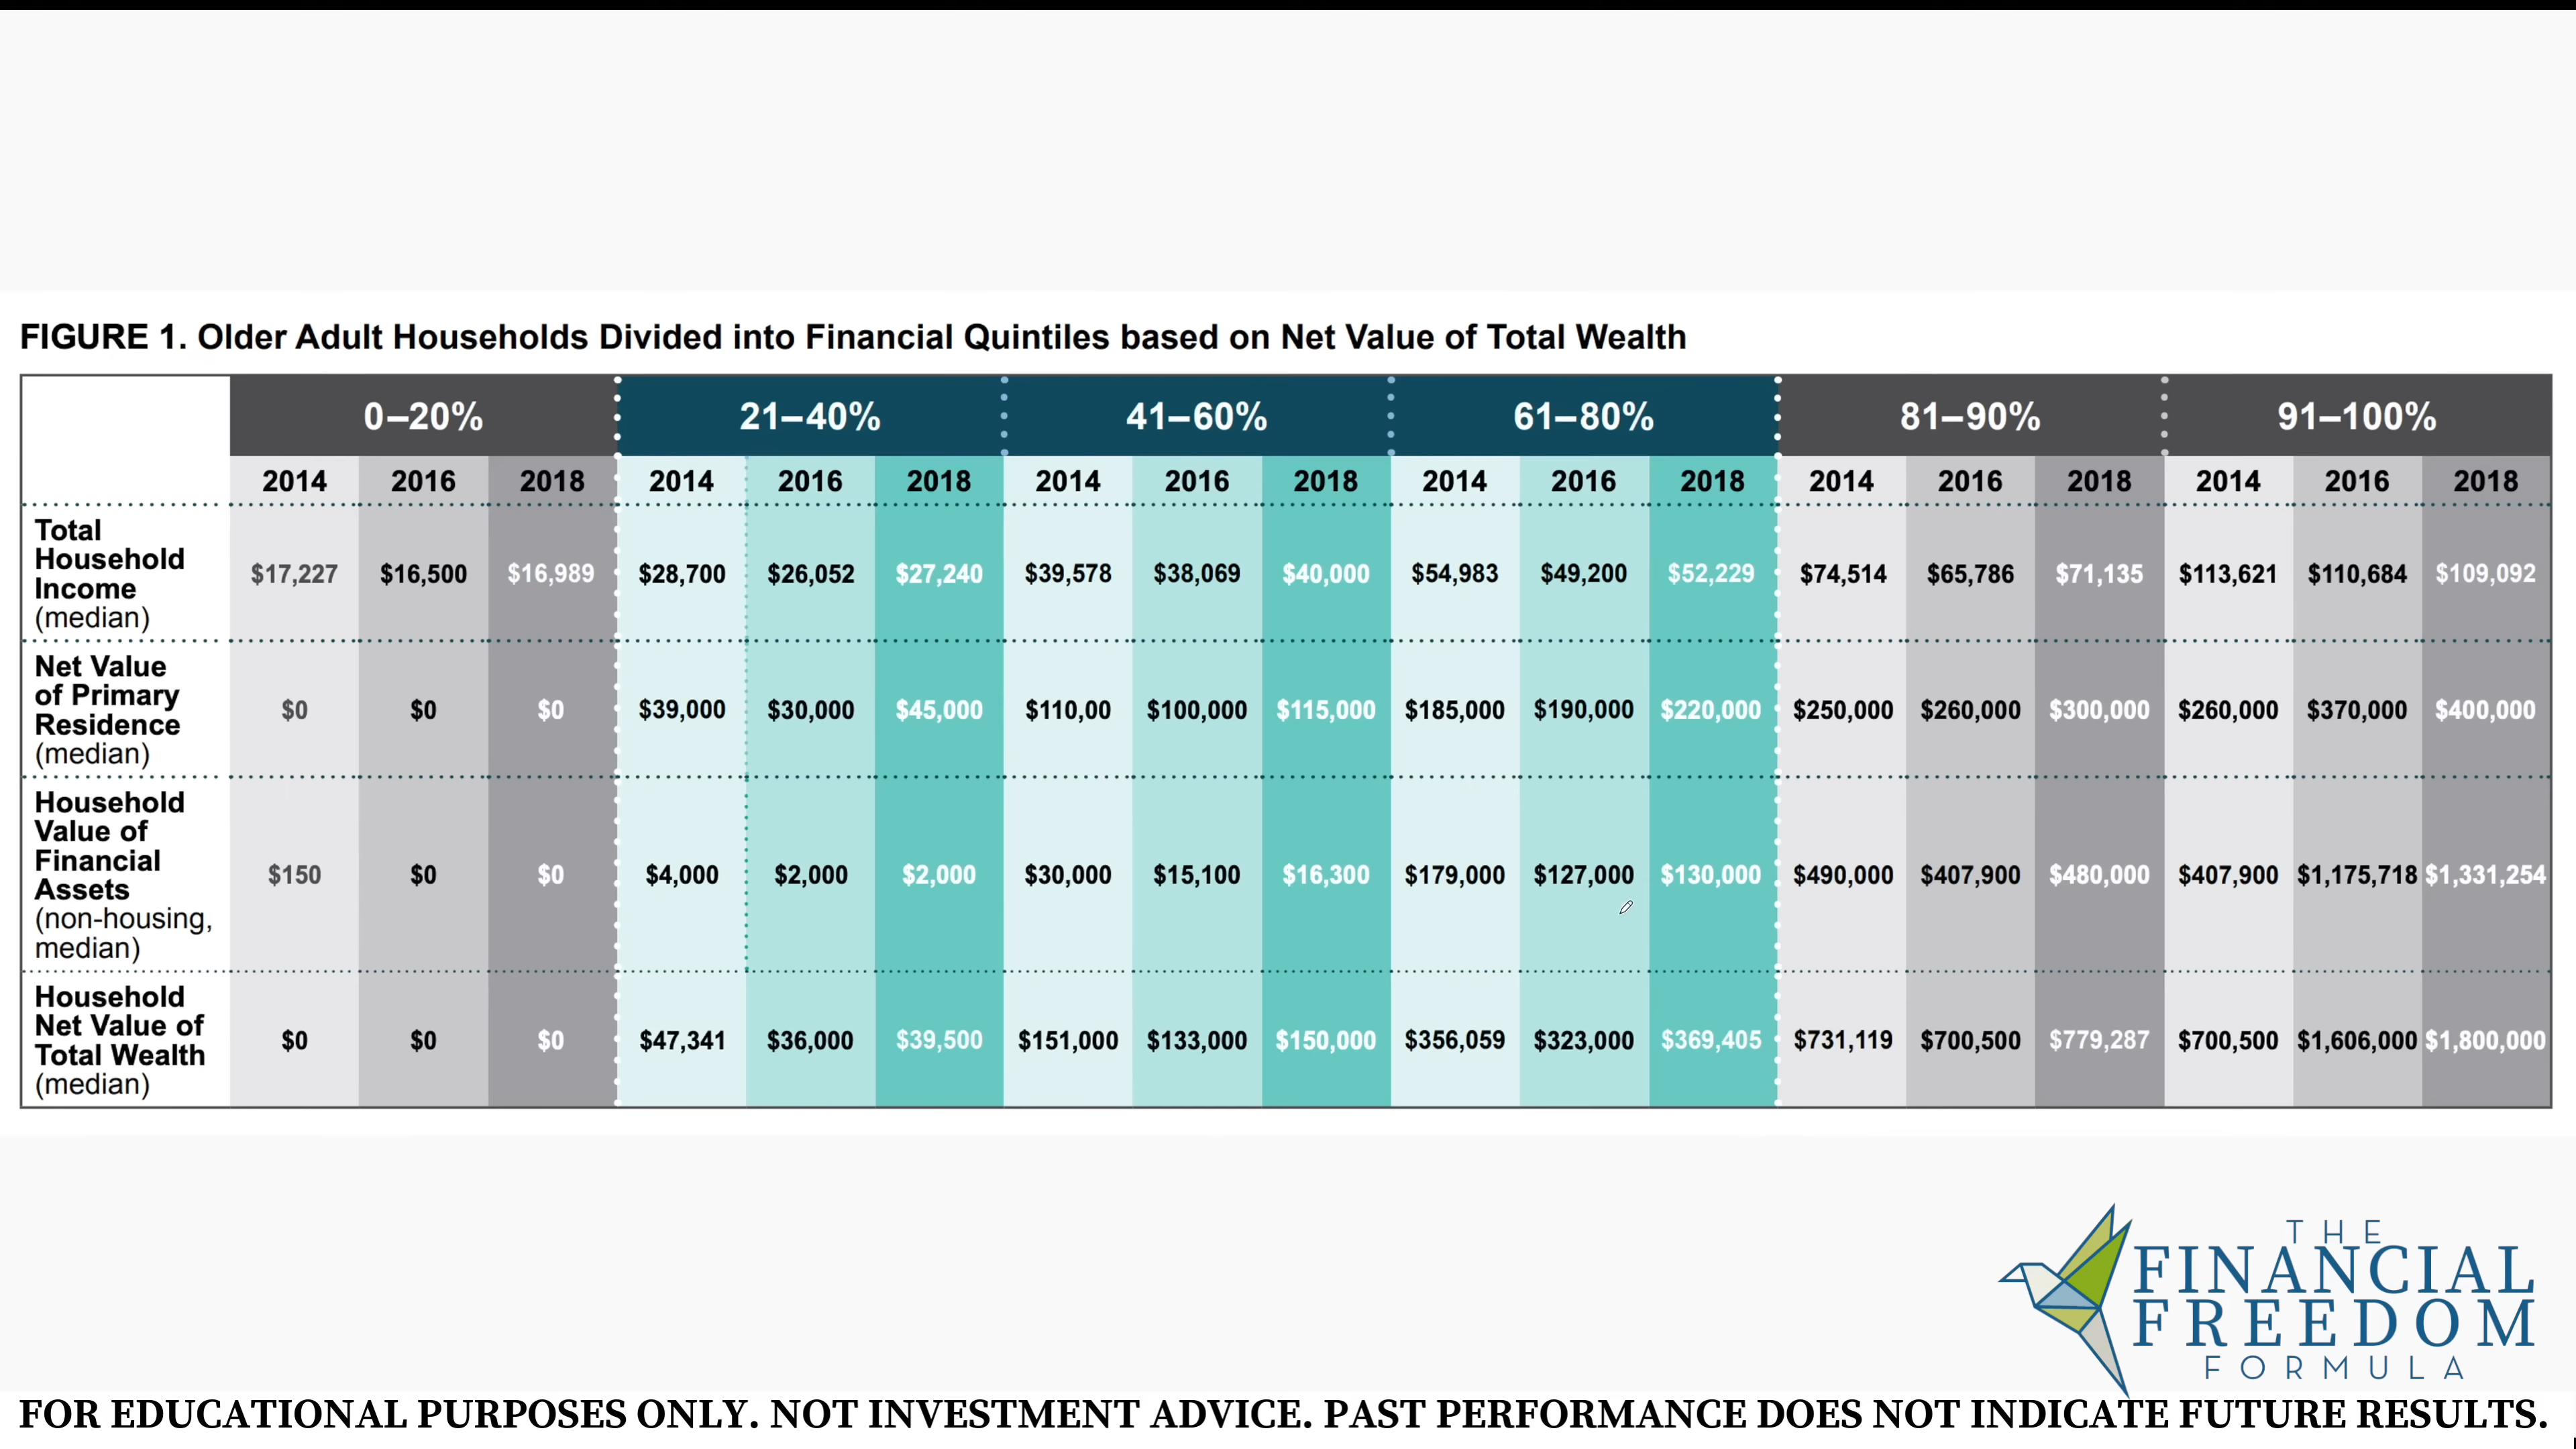 FIGURE 1. Older Adult Households Divided into Financial Quintiles based on Net Value of Total Wealth
0–20% 21–40% 41–60% 61–80% 81–90% 91–100%
2014 2016 2018 2014 2016 2018 2014 2016 2018 2014 2016 2018 2014 2016 2018 2014 2016 2018
Total
Household
Income
(median)
$17,227 $16,500 $16,989 $28,700 $26,052 $27,240 $39,578 $38,069 $40,000 $54,983 $49,200 $52,229 $74,514 $65,786 $71,135 $113,621 $110,684 $109,092
Net Value
of Primary
Residence
(median)
$0 $0 $0 $39,000 $30,000 $45,000 $110,00 $100,000 $115,000 $185,000 $190,000 $220,000 $250,000 $260,000 $300,000 $260,000 $370,000 $400,000
Household
Value of
Financial
Assets
(non-housing,
median)
$150 $0 $0 $4,000 $2,000 $2,000 $30,000 $15,100 $16,300 $179,000 $127,000 $130,000 $490,000 $407,900 $480,000 $407,900 $1,175,718 $1,331,254
Household
Net Value of
Total Wealth
(median)
$0 $0 $0 $47,341 $36,000 $39,500 $151,000 $133,000 $150,000 $356,059 $323,000 $369,405 $731,119 $700,500 $779,287 $700,500 $1,606,000 $1,800,000
THE
FINANCIAL
FREEDOM
FORMULA
FOR EDUCATIONAL PURPOSES ONLY. NOT INVESTMENT ADVICE. PAST PERFORMANCE DOES NOT INDICATE FUTURE RESULTS.